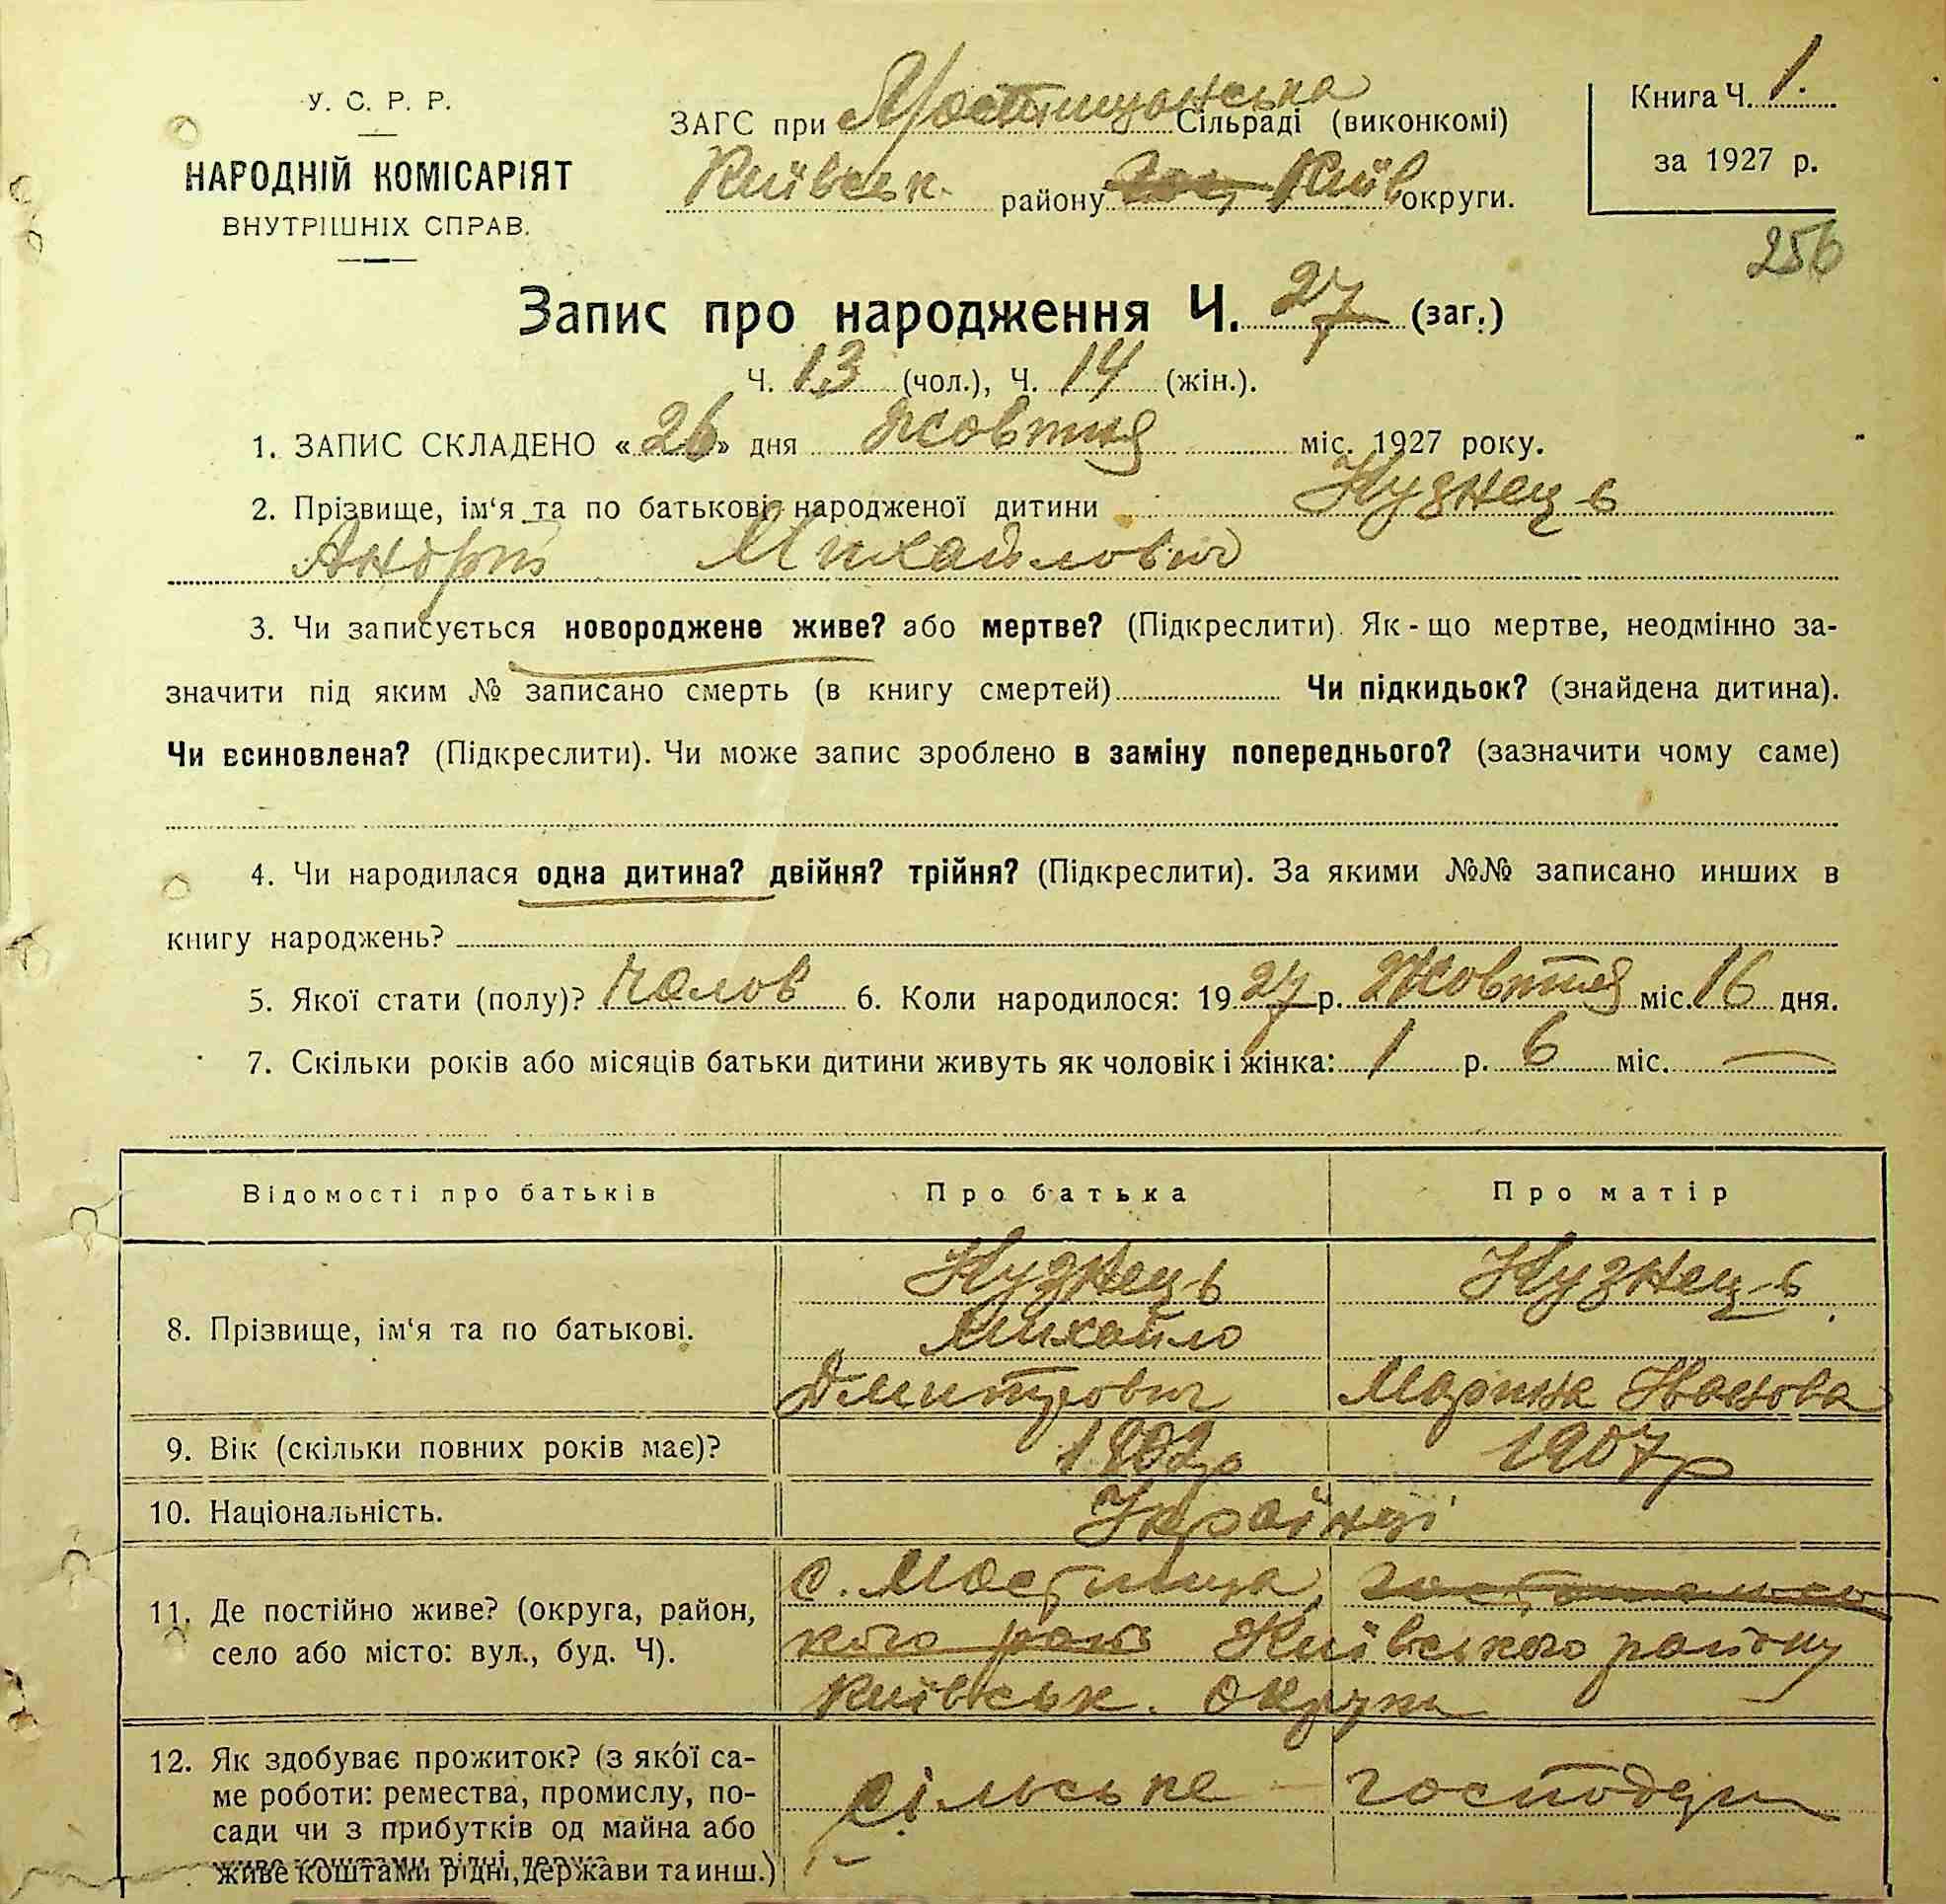 У. С. Р. Р.
НАРОДНІЙ КОМІСАРІЯТ
ВНУТРІШНІХ СПРАВ.
ЗАГС при Мостищанська Сільраді (виконкомі)
Київськ. району Київ округи.
Книга Ч. 1.
за 1927 р.
256
Запис про народження Ч. 27 (заг.)
Ч. 13 (чол.), Ч. 14 (жін.).
1. ЗАПИС СКЛАДЕНО «26» дня Жовтня міс. 1927 року.
2. Прізвище, ім‘я та по батькові народженої дитини Кузнець
Андрій Михайлович
3. Чи записується новороджене живе? або мертве? (Підкреслити). Як-що мертве, неодмінно за-
значити під яким № записано смерть (в книгу смертей) Чи підкидьок? (знайдена дитина).
Чи всиновлена? (Підкреслити). Чи може запис зроблено в заміну попереднього? (зазначити чому саме)
4. Чи народилася одна дитина? двійня? трійня? (Підкреслити). За якими №№ записано инших в
книгу народжень?
5. Якої стати (полу)? Чолов 6. Коли народилося: 1927 р. Жовтня міс. 16 дня.
7. Скільки років або місяців батьки дитини живуть як чоловік і жінка: 1 р. 6 міс.
Відомості про батьків Про батька Про матір
8. Прізвище, ім‘я та по батькові. Кузнець Кузнець
Михайло
Дмитрович Марина Іванова
9. Вік (скільки повних років має)? 1902р 1907р
10. Національність. Українці
11. Де постійно живе? (округа, район, село або місто: вул., буд. Ч). с. Мостища, гостомельсь
кого рай Київського району
Київськ. округи
12. Як здобуває прожиток? (з якої са-
ме роботи: ремества, промислу, по- Сільське господар
сади чи з прибутків од майна або
живе коштами рідні, держави та инш.)